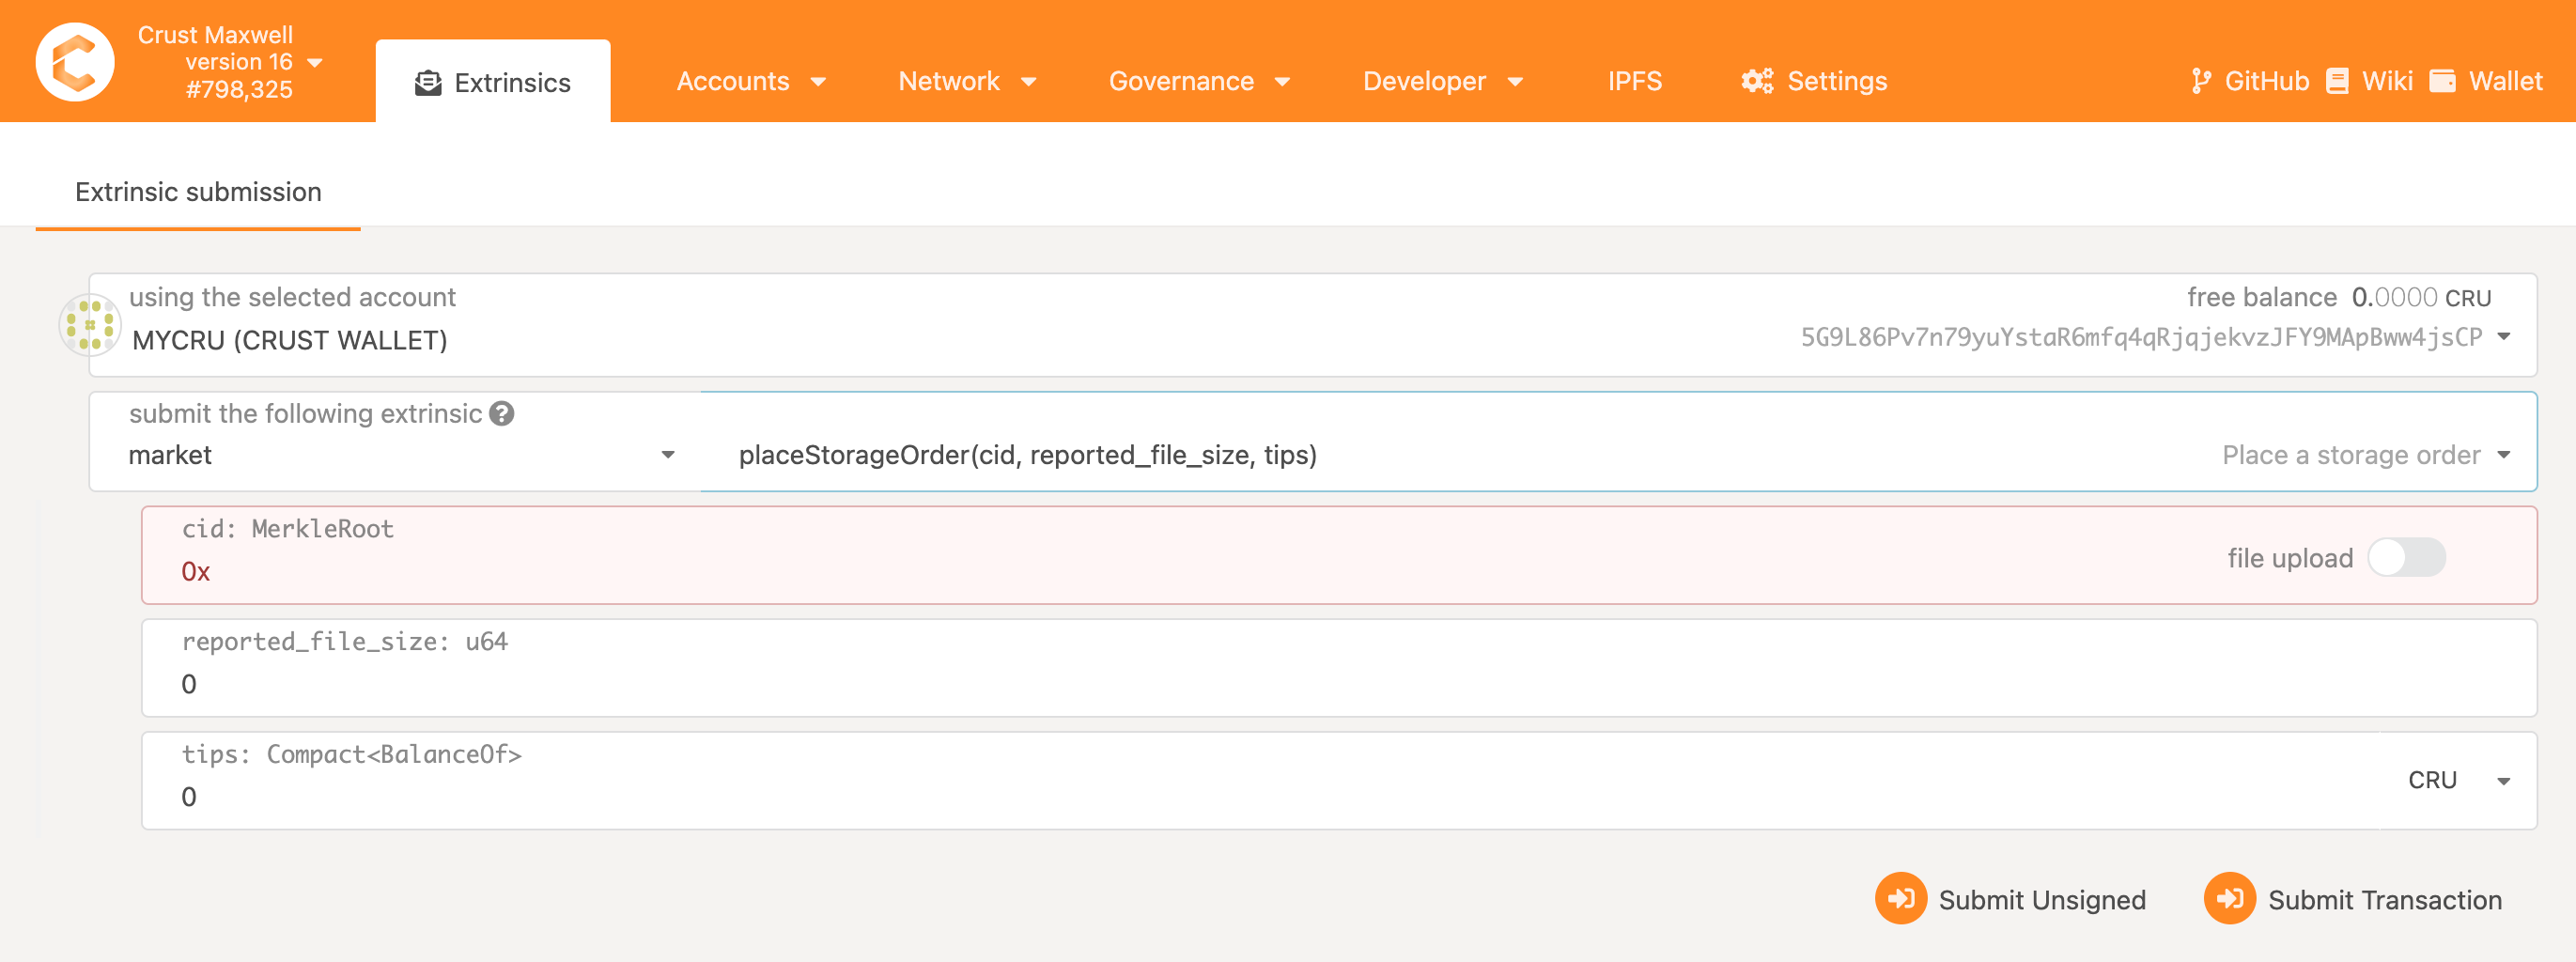 Crust Maxwell
version 16
#798,325
Extrinsics
Accounts
Network
Governance
Developer
IPFS
Settings
GitHub
Wiki
Wallet
Extrinsic submission
using the selected account
free balance 0.0000 CRU
MYCRU (CRUST WALLET)
5G9L86Pv7n79yuYstaR6mfq4qRjqjekvzJFY9MApBww4jsCP
submit the following extrinsic
market
placeStorageOrder(cid, reported_file_size, tips)
Place a storage order
cid: MerkleRoot
0x
file upload
reported_file_size: u64
0
tips: Compact<BalanceOf>
0
CRU
Submit Unsigned
Submit Transaction